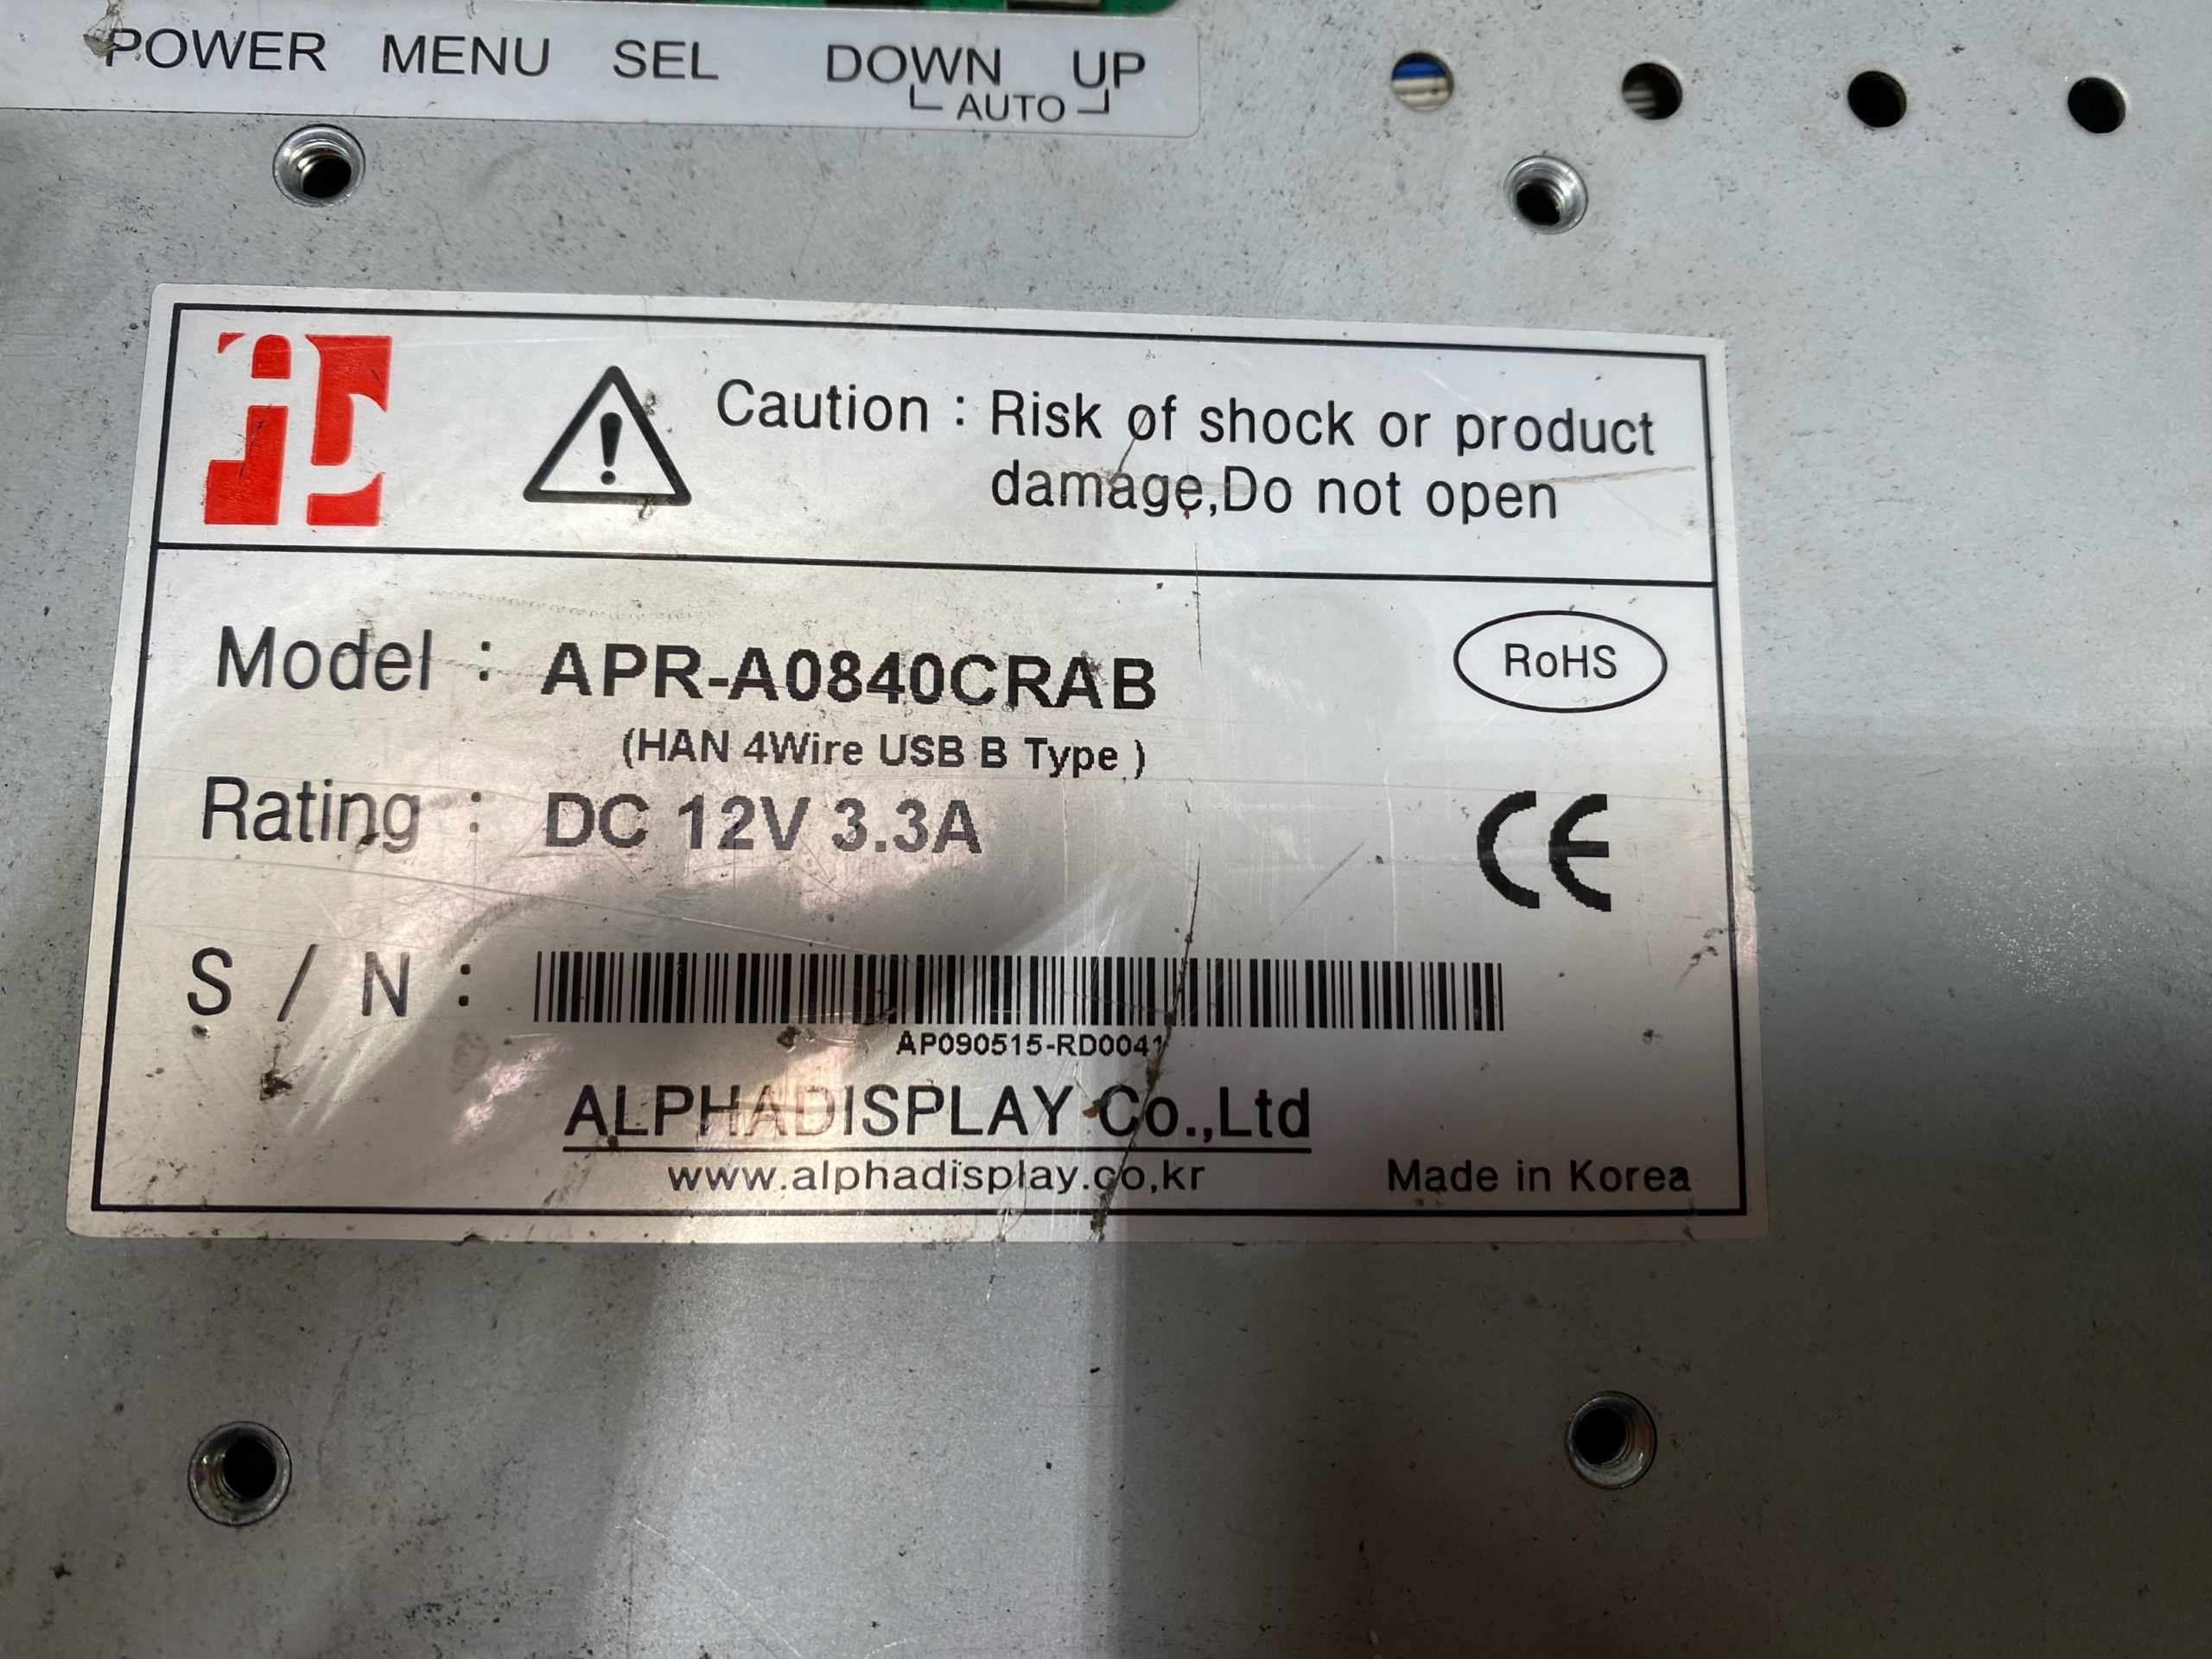 POWER MENU SEL DOWN UP
AUTO
Caution : Risk of shock or product
damage,Do not open
Model : APR-A0840CRAB
RoHS
(HAN 4Wire USB B Type )
Rating : DC 12V 3.3A
CE
S / N :
AP090515-RD0041
ALPHADISPLAY Co.,Ltd
www.alphadisplay.co,kr
Made in Korea